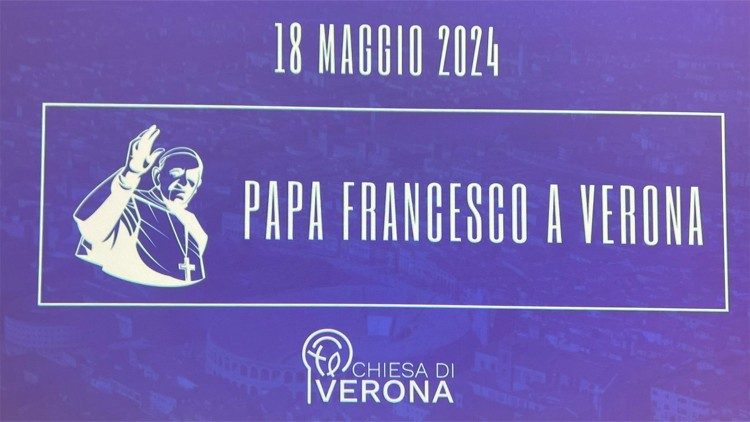 18 MAGGIO 2024
PAPA FRANCESCO A VERONA
CHIESA DI
VERONA